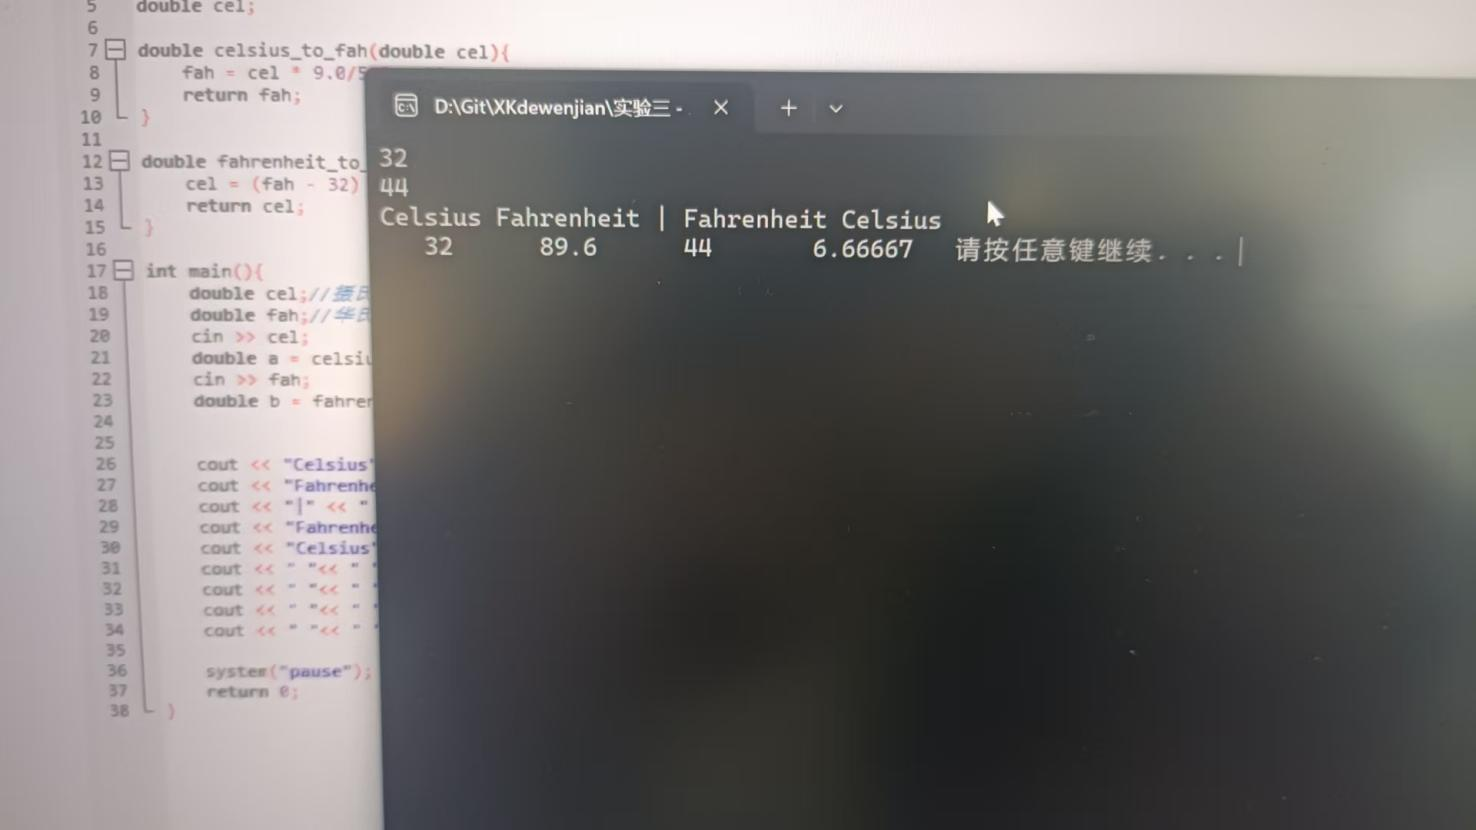 5 double cel;
6
7 double celsius_to_fah(double cel){
8 fah = cel * 9.0/5
9 return fah;
10 }
11
12 double fahrenheit_to_
13 cel = (fah - 32)
14 return cel;
15 }
16
17 int main(){
18 double cel;//摄氏
19 double fah;//华氏
20 cin >> cel;
21 double a = celsiu
22 cin >> fah;
23 double b = fahren
24
25
26 cout << "Celsius"
27 cout << "Fahrenhe
28 cout << "|" << "
29 cout << "Fahrenhe
30 cout << "Celsius"
31 cout << " "<< " "
32 cout << " "<< " "
33 cout << " "<< " "
34 cout << " "<< " "
35
36 system("pause");
37 return 0;
38 }
D:\Git\XKdewenjian\实验三 -
32
44
Celsius Fahrenheit | Fahrenheit Celsius
32 89.6 44 6.66667 请按任意键继续. . .